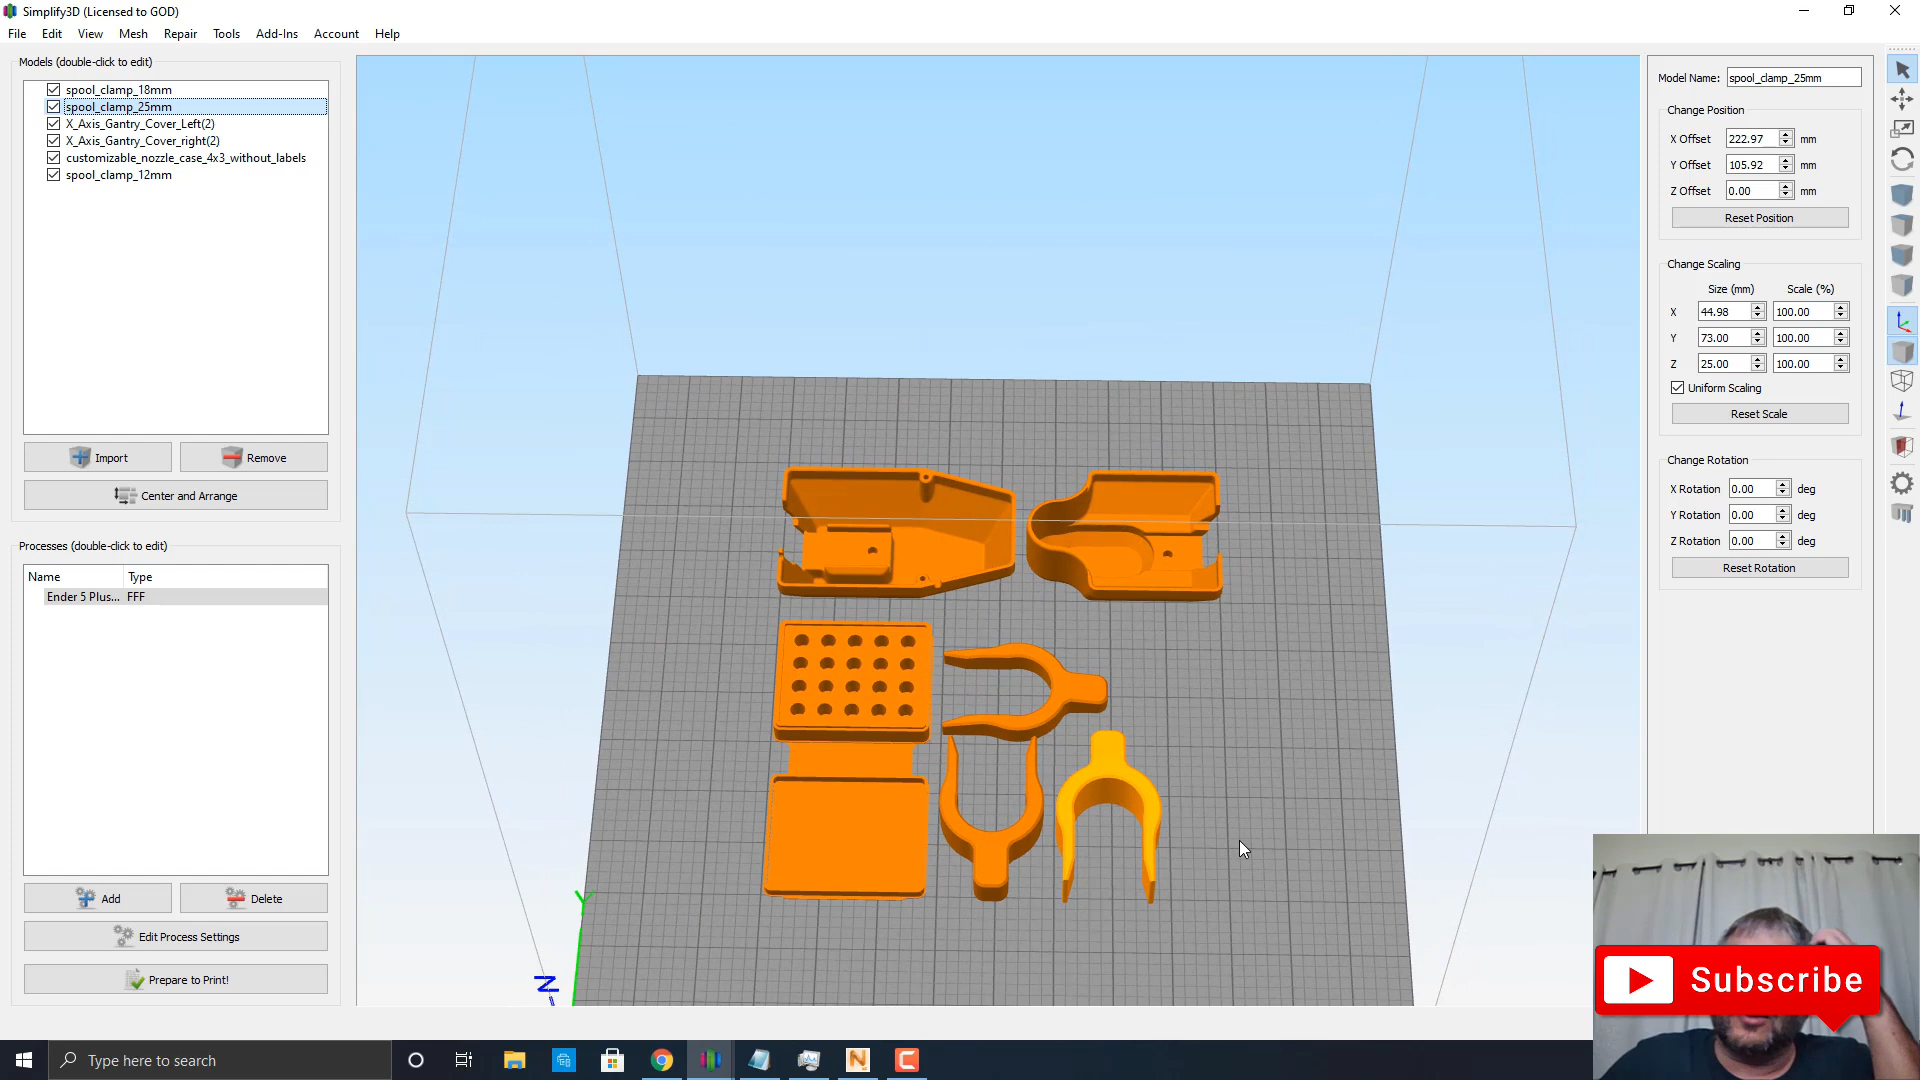 Simplify3D (Licensed to GOD)
File Edit View Mesh Repair Tools Add-Ins Account Help
Models (double-click to edit)
spool_clamp_18mm
spool_clamp_25mm
X_Axis_Gantry_Cover_Left(2)
X_Axis_Gantry_Cover_right(2)
customizable_nozzle_case_4x3_without_labels
spool_clamp_12mm
Import Remove
Center and Arrange
Processes (double-click to edit)
Name Type
Ender 5 Plus... FFF
Add Delete
Edit Process Settings
Prepare to Print!
Y
Z
Model Name: spool_clamp_25mm
Change Position
X Offset 222.97 mm
Y Offset 105.92 mm
Z Offset 0.00 mm
Reset Position
Change Scaling
Size (mm) Scale (%)
X 44.98 100.00
Y 73.00 100.00
Z 25.00 100.00
Uniform Scaling
Reset Scale
Change Rotation
X Rotation 0.00 deg
Y Rotation 0.00 deg
Z Rotation 0.00 deg
Reset Rotation
Subscribe
Type here to search